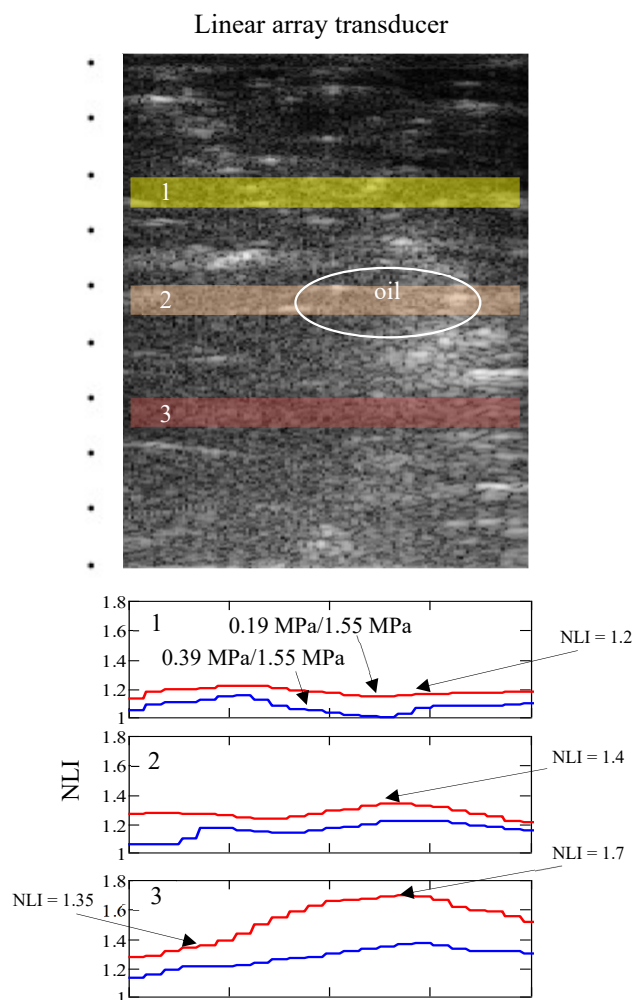 Linear array transducer
1
2
oil
3
1.8
1
0.19 MPa/1.55 MPa
1.6
0.39 MPa/1.55 MPa
NLI = 1.2
1.4
1.2
1
1.8
2
NLI = 1.4
1.6
1.4
1.2
1
NLI
NLI = 1.7
1.8
3
NLI = 1.35
1.6
1.4
1.2
1